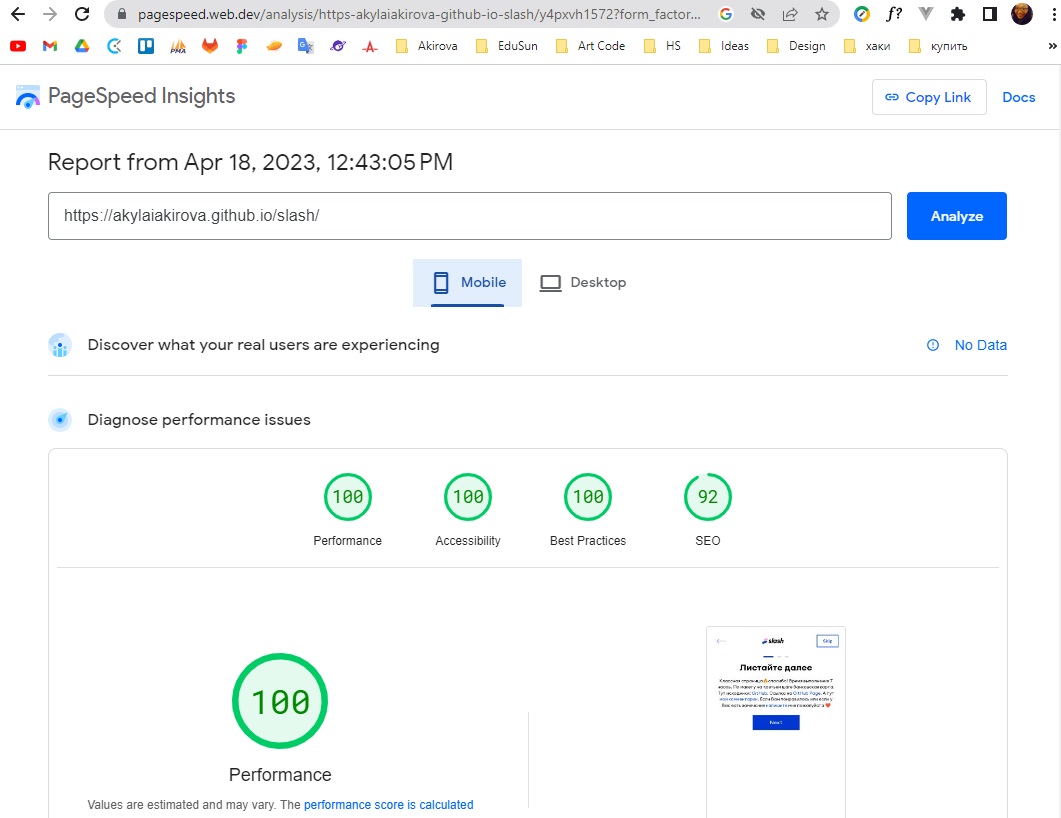 pagespeed.web.dev/analysis/https-akylaiakirova-github-io-slash/y4pxvh1572?form_factor...
f?
PMA
Akirova
EduSun
Art Code
HS
Ideas
Design
хаки
купить
»
PageSpeed Insights
Copy Link
Docs
Report from Apr 18, 2023, 12:43:05 PM
https://akylaiakirova.github.io/slash/
Analyze
Mobile
Desktop
Discover what your real users are experiencing
No Data
Diagnose performance issues
100
100
100
92
Performance
Accessibility
Best Practices
SEO
slash
Skip
Листайте далее
100
Performance
Values are estimated and may vary. The performance score is calculated